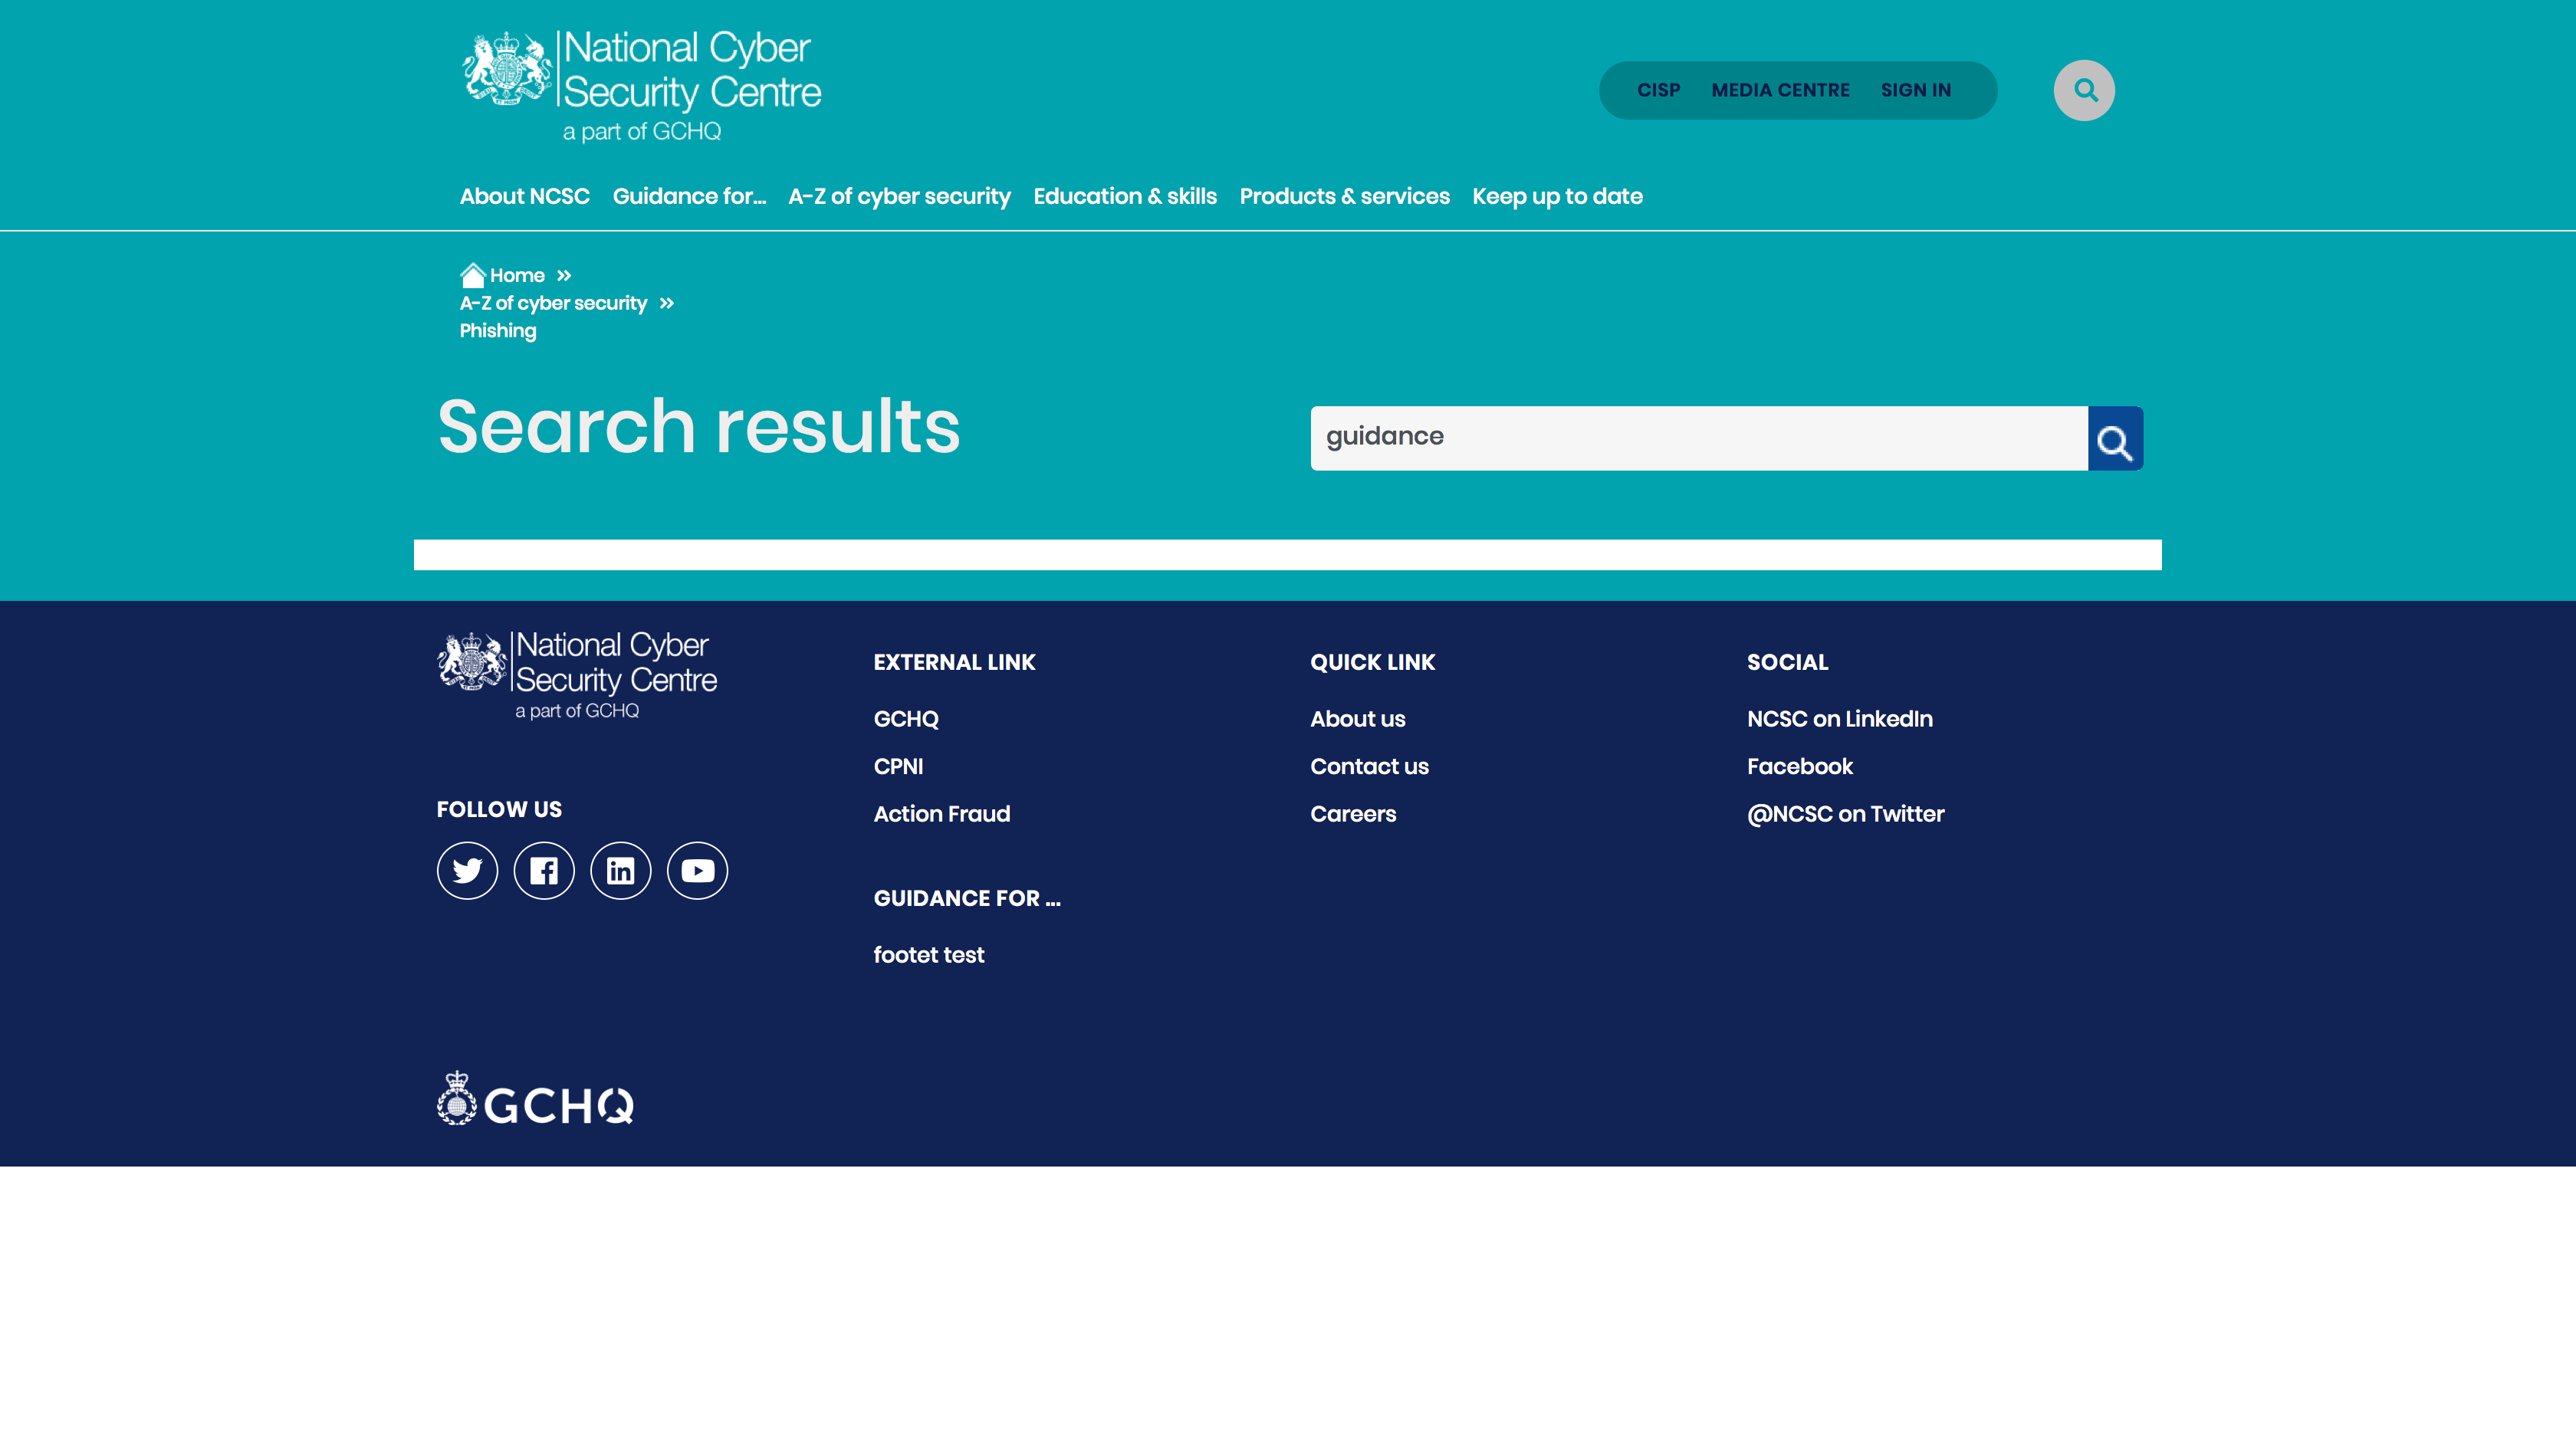 National Cyber
Security Centre
a part of GCHQ
CISP MEDIA CENTRE SIGN IN
About NCSC Guidance for... A-Z of cyber security Education & skills Products & services Keep up to date
Home »
A-Z of cyber security »
Phishing
Search results
guidance
National Cyber
Security Centre
a part of GCHQ
FOLLOW US
EXTERNAL LINK
GCHQ
CPNI
Action Fraud
GUIDANCE FOR ...
footet test
QUICK LINK
About us
Contact us
Careers
SOCIAL
NCSC on LinkedIn
Facebook
@NCSC on Twitter
GCHQ